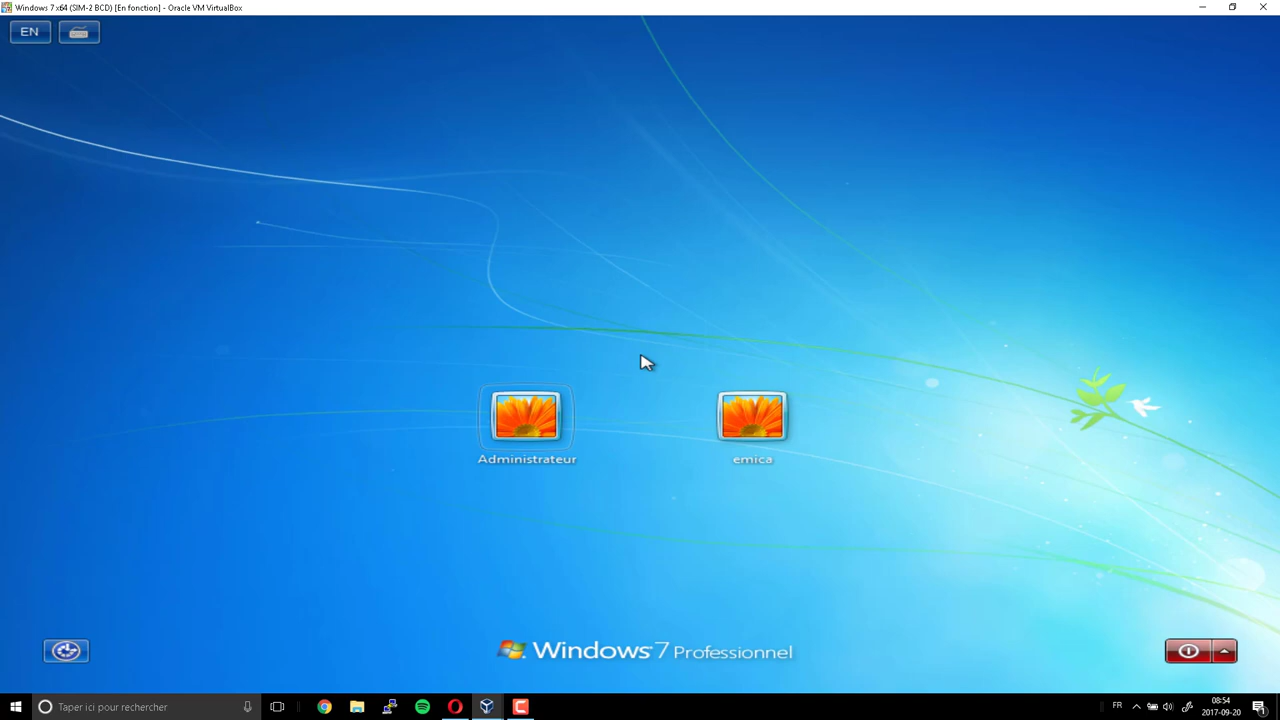 Windows 7 x64 (SIM-2 BCD) [En fonction] - Oracle VM VirtualBox
EN
Administrateur
emica
Windows 7 Professionnel
Taper ici pour rechercher
FR
08:54
2017-09-20
1